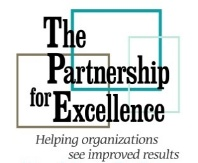 The
Partnership
for Excellence
Helping organizations
see improved results